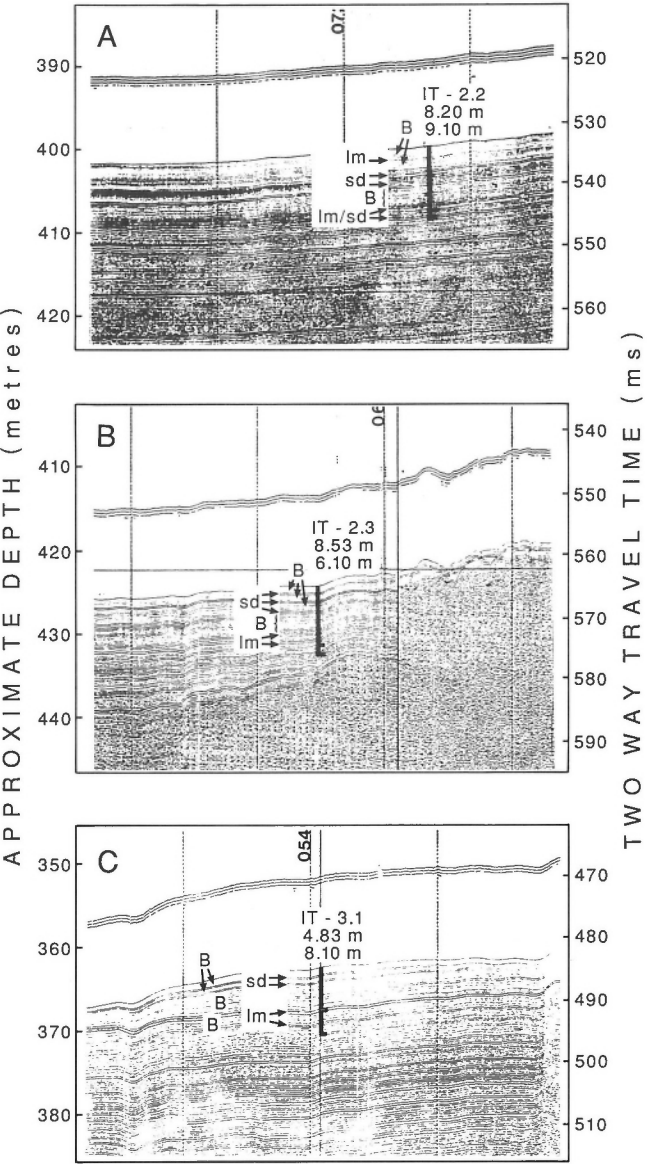 APPROXIMATE DEPTH (metres)
TWO WAY TRAVEL TIME (ms)
A
70
390
400
410
420
520
530
540
550
560
IT - 2.2
8.20 m
9.10 m
B
lm
sd
B
lm/sd
B
06
410
420
430
440
540
550
560
570
580
590
IT - 2.3
8.53 m
6.10 m
B
sd
B
lm
C
054
350
360
370
380
470
480
490
500
510
IT - 3.1
4.83 m
8.10 m
B
sd
B
lm
B